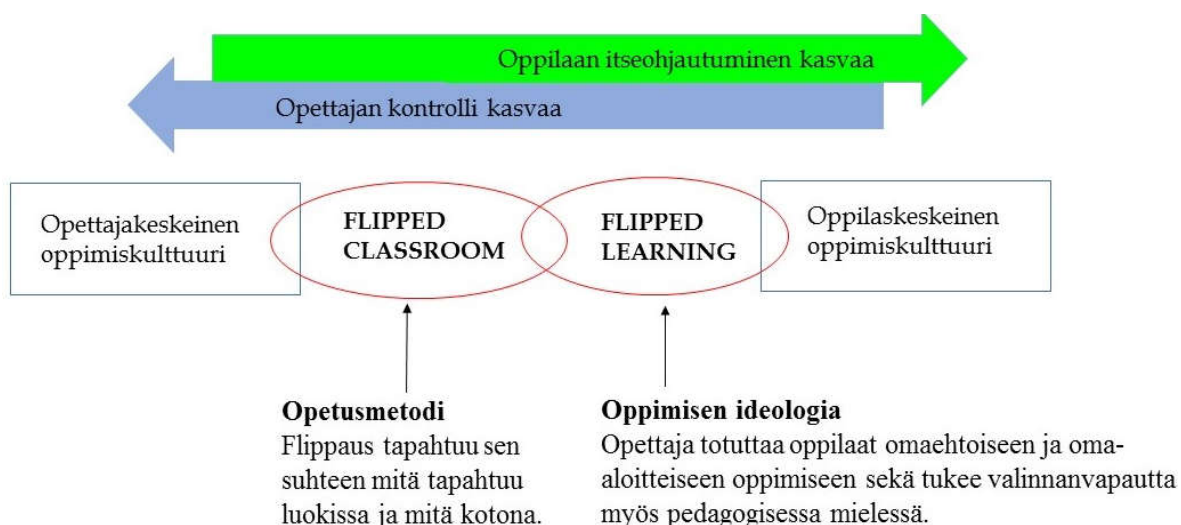 Oppilaan itseohjautuminen kasvaa
Opettajan kontrolli kasvaa
Opettajakeskeinen
oppimiskulttuuri
FLIPPED
CLASSROOM
FLIPPED
LEARNING
Oppilaskeskeinen
oppimiskulttuuri
Opetusmetodi
Flippaus tapahtuu sen
suhteen mitä tapahtuu
luokissa ja mitä kotona.
Oppimisen ideologia
Opettaja totuttaa oppilaat omaehtoiseen ja oma-
aloitteiseen oppimiseen sekä tukee valinnanvapautta
myös pedagogisessa mielessä.